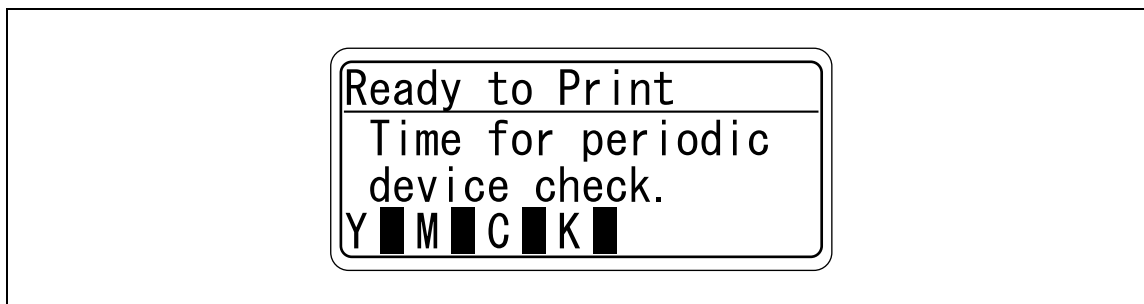 Ready to Print
Time for periodic
device check.
Y M C K